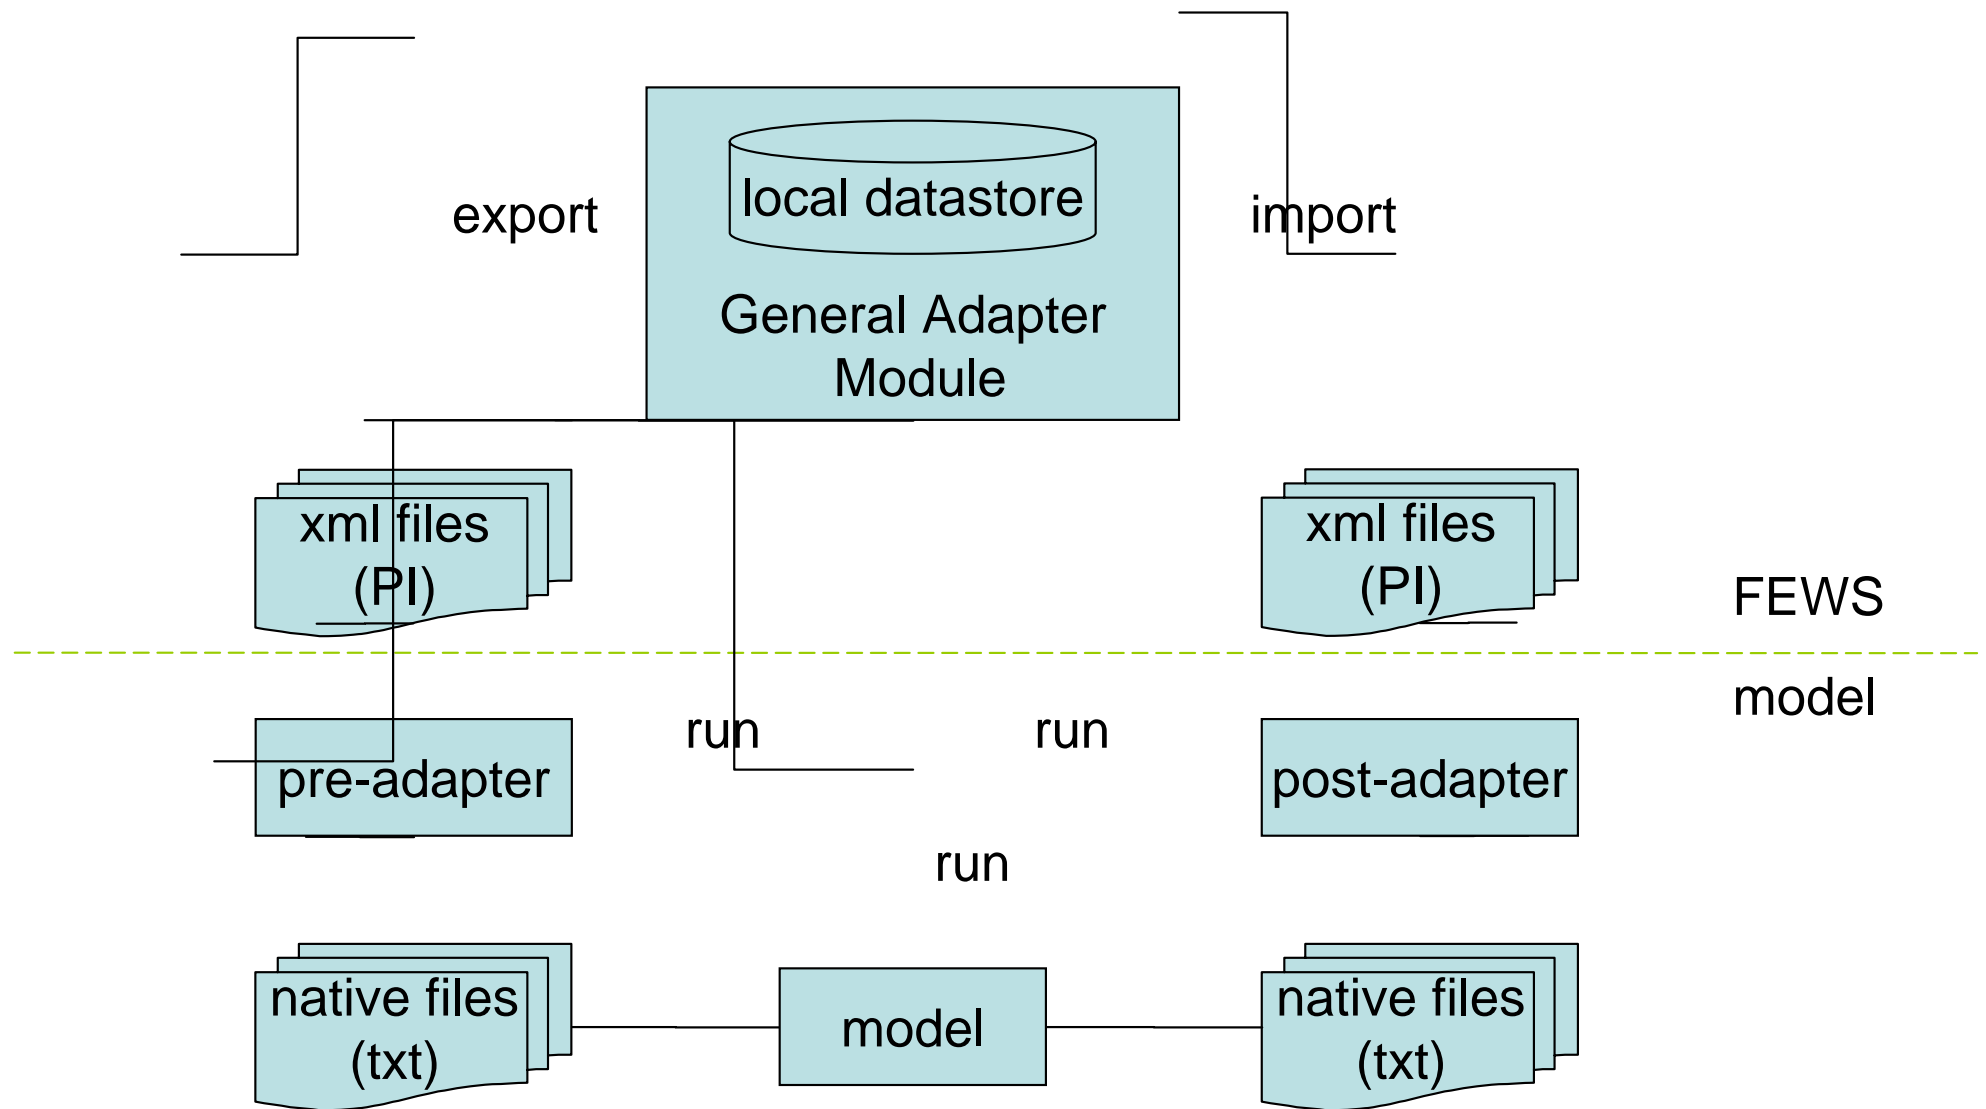 local datastore
export
import
General Adapter
Module
xml files
(PI)
xml files
(PI)
FEWS
model
run
run
pre-adapter
post-adapter
run
native files
(txt)
model
native files
(txt)